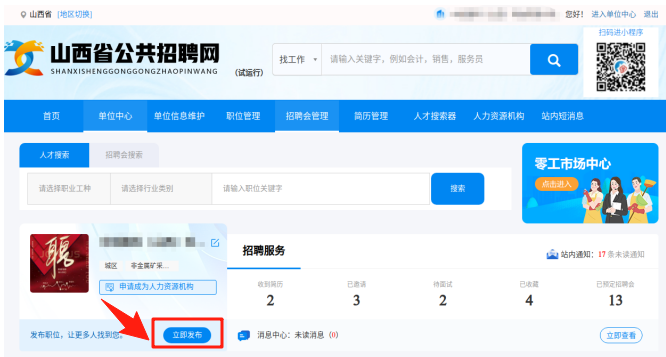 山西省 [地区切换]
您好! 进入单位中心 退出
山西省公共招聘网
SHANXISHENGGONGGONGZHAOPINWANG
(试运行)
找工作
请输入关键字，例如会计，销售，服务员
扫码进小程序
首页 单位中心 单位信息维护 职位管理 招聘会管理 简历管理 人才搜索器 人力资源机构 站内短消息
人才搜索 招聘会搜索
请选择职业工种 请选择行业类别 请输入职位关键字 搜索
零工市场中心
点击进入
聘
城区 非金属矿采...
申请成为人力资源机构
发布职位，让更多人找到您。 立即发布
招聘服务
站内通知: 17 条未读通知
收到简历 已邀请 待面试 已收藏 已预定招聘会
2 3 2 4 13
消息中心: 未读消息 (0)
立即查看